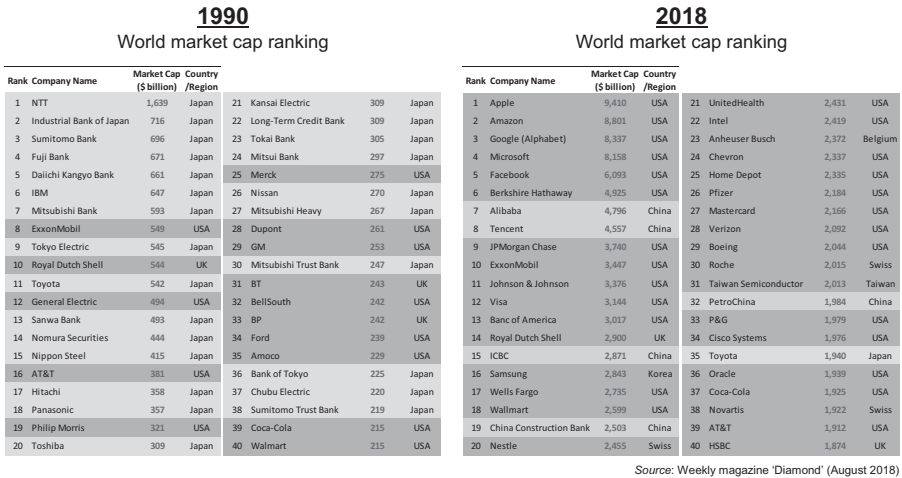 1990
World market cap ranking
Rank Company Name Market Cap ($ billion) Country /Region
1 NTT 1,639 Japan
2 Industrial Bank of Japan 716 Japan
3 Sumitomo Bank 696 Japan
4 Fuji Bank 671 Japan
5 Daiichi Kangyo Bank 661 Japan
6 IBM 647 Japan
7 Mitsubishi Bank 593 Japan
8 ExxonMobil 549 USA
9 Tokyo Electric 545 Japan
10 Royal Dutch Shell 544 UK
11 Toyota 542 Japan
12 General Electric 494 USA
13 Sanwa Bank 493 Japan
14 Nomura Securities 444 Japan
15 Nippon Steel 415 Japan
16 AT&T 381 USA
17 Hitachi 358 Japan
18 Panasonic 357 Japan
19 Philip Morris 321 USA
20 Toshiba 309 Japan
21 Kansai Electric 309 Japan
22 Long-Term Credit Bank 309 Japan
23 Tokai Bank 305 Japan
24 Mitsui Bank 297 Japan
25 Merck 275 USA
26 Nissan 270 Japan
27 Mitsubishi Heavy 267 Japan
28 Dupont 261 USA
29 GM 253 USA
30 Mitsubishi Trust Bank 247 Japan
31 BT 243 UK
32 BellSouth 242 USA
33 BP 242 UK
34 Ford 239 USA
35 Amoco 229 USA
36 Bank of Tokyo 225 Japan
37 Chubu Electric 220 Japan
38 Sumitomo Trust Bank 219 Japan
39 Coca-Cola 215 USA
40 Walmart 215 USA
2018
World market cap ranking
Rank Company Name Market Cap ($ billion) Country /Region
1 Apple 9,410 USA
2 Amazon 8,801 USA
3 Google (Alphabet) 8,337 USA
4 Microsoft 8,158 USA
5 Facebook 6,093 USA
6 Berkshire Hathaway 4,925 USA
7 Alibaba 4,796 China
8 Tencent 4,557 China
9 JPMorgan Chase 3,740 USA
10 ExxonMobil 3,447 USA
11 Johnson & Johnson 3,376 USA
12 Visa 3,144 USA
13 Banc of America 3,017 USA
14 Royal Dutch Shell 2,900 UK
15 ICBC 2,871 China
16 Samsung 2,843 Korea
17 Wells Fargo 2,735 USA
18 Wallmart 2,599 USA
19 China Construction Bank 2,503 China
20 Nestle 2,455 Swiss
21 UnitedHealth 2,431 USA
22 Intel 2,419 USA
23 Anheuser Busch 2,372 Belgium
24 Chevron 2,337 USA
25 Home Depot 2,335 USA
26 Pfizer 2,184 USA
27 Mastercard 2,166 USA
28 Verizon 2,092 USA
29 Boeing 2,044 USA
30 Roche 2,015 Swiss
31 Taiwan Semiconductor 2,013 Taiwan
32 PetroChina 1,984 China
33 P&G 1,979 USA
34 Cisco Systems 1,976 USA
35 Toyota 1,940 Japan
36 Oracle 1,939 USA
37 Coca-Cola 1,925 USA
38 Novartis 1,922 Swiss
39 AT&T 1,912 USA
40 HSBC 1,874 UK
Source: Weekly magazine ‘Diamond’ (August 2018)